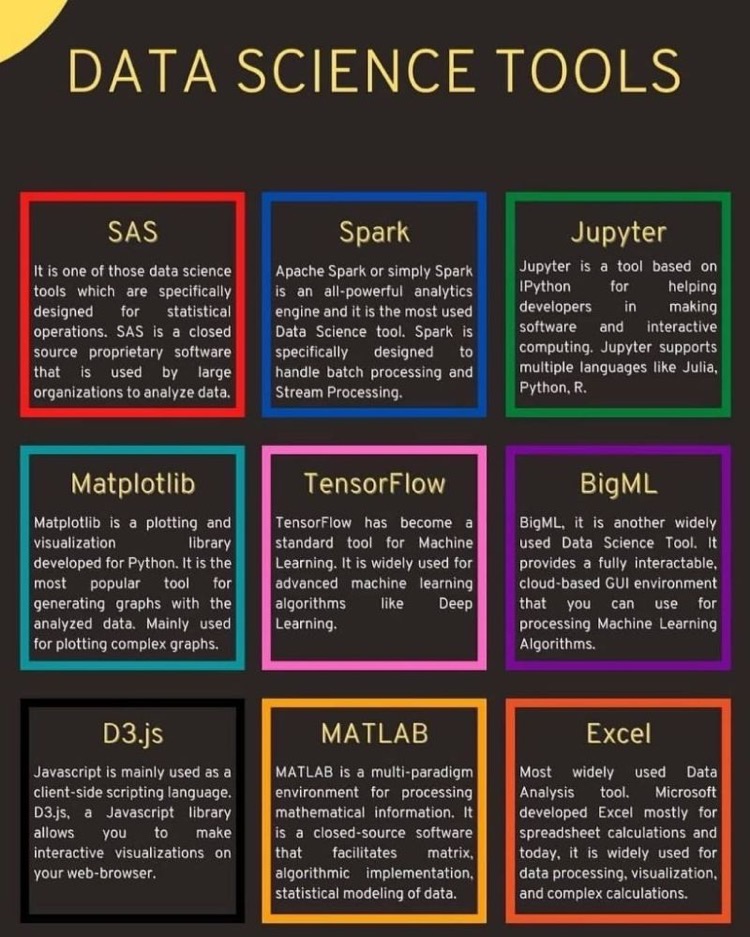 DATA SCIENCE TOOLS
SAS
It is one of those data science
tools which are specifically
designed for statistical
operations. SAS is a closed
source proprietary software
that is used by large
organizations to analyze data.
Spark
Apache Spark or simply Spark
is an all-powerful analytics
engine and it is the most used
Data Science tool. Spark is
specifically designed to
handle batch processing and
Stream Processing.
Jupyter
Jupyter is a tool based on
IPython for helping
developers in making
software and interactive
computing. Jupyter supports
multiple languages like Julia,
Python, R.
Matplotlib
Matplotlib is a plotting and
visualization library
developed for Python. It is the
most popular tool for
generating graphs with the
analyzed data. Mainly used
for plotting complex graphs.
TensorFlow
TensorFlow has become a
standard tool for Machine
Learning. It is widely used for
advanced machine learning
algorithms like Deep
Learning.
BigML
BigML, it is another widely
used Data Science Tool. It
provides a fully interactable,
cloud-based GUI environment
that you can use for
processing Machine Learning
Algorithms.
D3.js
Javascript is mainly used as a
client-side scripting language.
D3.js, a Javascript library
allows you to make
interactive visualizations on
your web-browser.
MATLAB
MATLAB is a multi-paradigm
environment for processing
mathematical information. It
is a closed-source software
that facilitates matrix,
algorithmic implementation,
statistical modeling of data.
Excel
Most widely used Data
Analysis tool. Microsoft
developed Excel mostly for
spreadsheet calculations and
today, it is widely used for
data processing, visualization,
and complex calculations.